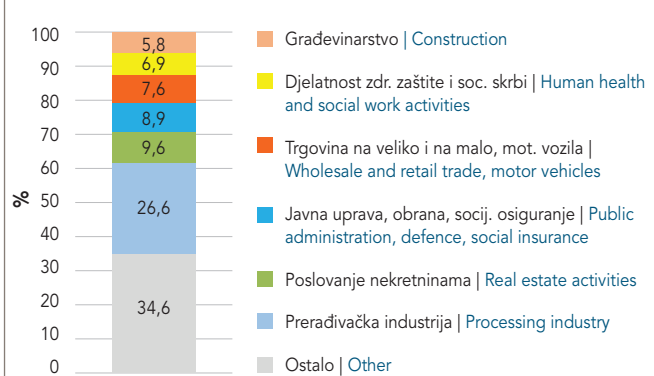 100
90
80
70
60
50
40
30
20
10
0
%
5,8
6,9
7,6
8,9
9,6
26,6
34,6
Građevinarstvo | Construction
Djelatnost zdr. zaštite i soc. skrbi | Human health
and social work activities
Trgovina na veliko i na malo, mot. vozila |
Wholesale and retail trade, motor vehicles
Javna uprava, obrana, socij. osiguranje | Public
administration, defence, social insurance
Poslovanje nekretninama | Real estate activities
Prerađivačka industrija | Processing industry
Ostalo | Other